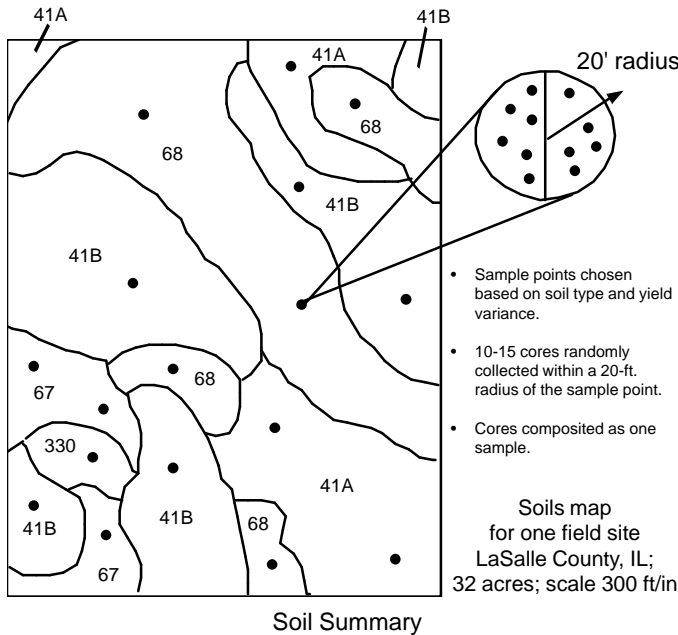 41A
41B
41A
20' radius
68
68
41B
41B
• Sample points chosen
based on soil type and yield
variance.
• 10-15 cores randomly
collected within a 20-ft.
radius of the sample point.
• Cores composited as one
sample.
68
67
330
41A
41B
41B
68
67
Soils map
for one field site
LaSalle County, IL;
32 acres; scale 300 ft/in
Soil Summary